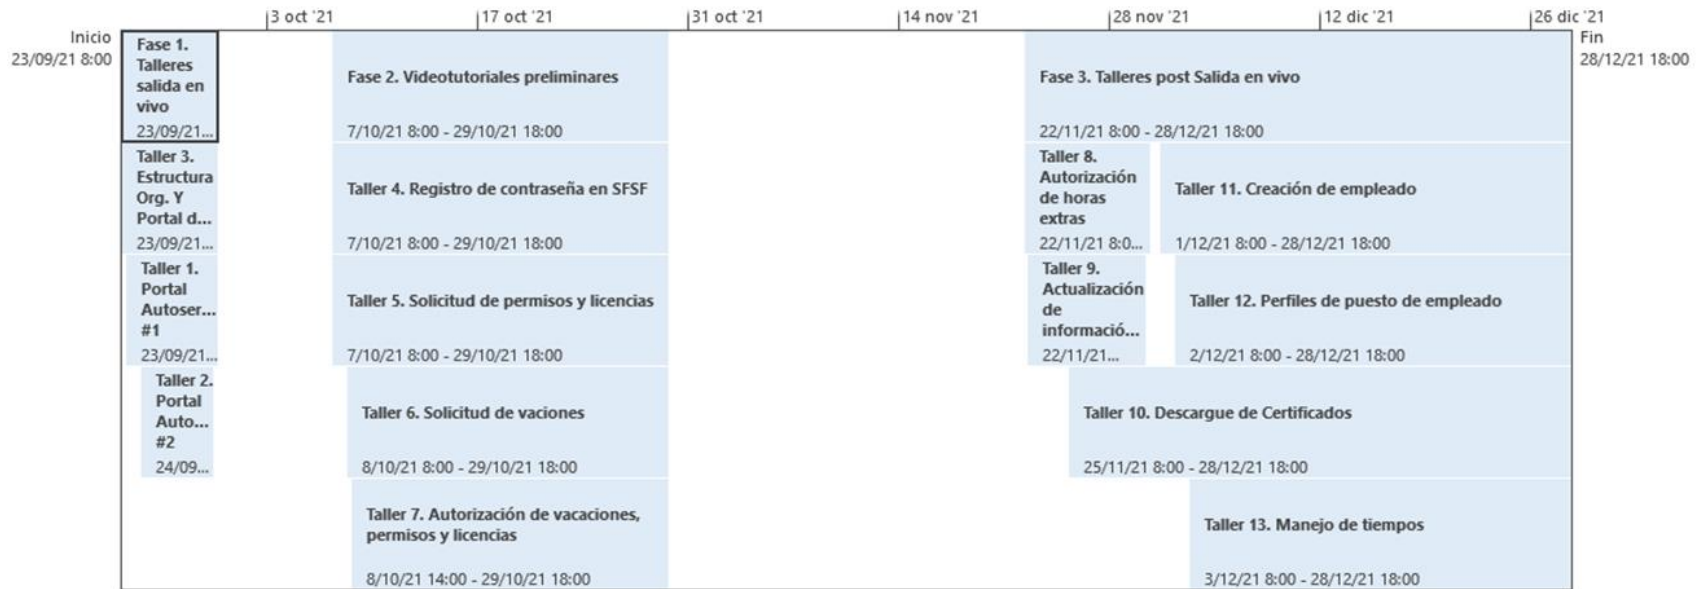 3 oct '21
17 oct '21
31 oct '21
14 nov '21
28 nov '21
12 dic '21
26 dic '21
Inicio
23/09/21 8:00
Fin
28/12/21 18:00
Fase 1.
Talleres
salida en
vivo
23/09/21...
Fase 2. Videotutoriales preliminares
7/10/21 8:00 - 29/10/21 18:00
Fase 3. Talleres post Salida en vivo
22/11/21 8:00 - 28/12/21 18:00
Taller 3.
Estructura
Org. Y
Portal d...
23/09/21...
Taller 4. Registro de contraseña en SFSF
7/10/21 8:00 - 29/10/21 18:00
Taller 8.
Autorización
de horas
extras
22/11/21 8:0...
Taller 11. Creación de empleado
1/12/21 8:00 - 28/12/21 18:00
Taller 1.
Portal
Autoser...
#1
23/09/21...
Taller 5. Solicitud de permisos y licencias
7/10/21 8:00 - 29/10/21 18:00
Taller 9.
Actualización
de
informació...
22/11/21...
Taller 12. Perfiles de puesto de empleado
2/12/21 8:00 - 28/12/21 18:00
Taller 2.
Portal
Auto...
#2
24/09...
Taller 6. Solicitud de vaciones
8/10/21 8:00 - 29/10/21 18:00
Taller 10. Descargue de Certificados
25/11/21 8:00 - 28/12/21 18:00
Taller 7. Autorización de vacaciones,
permisos y licencias
8/10/21 14:00 - 29/10/21 18:00
Taller 13. Manejo de tiempos
3/12/21 8:00 - 28/12/21 18:00